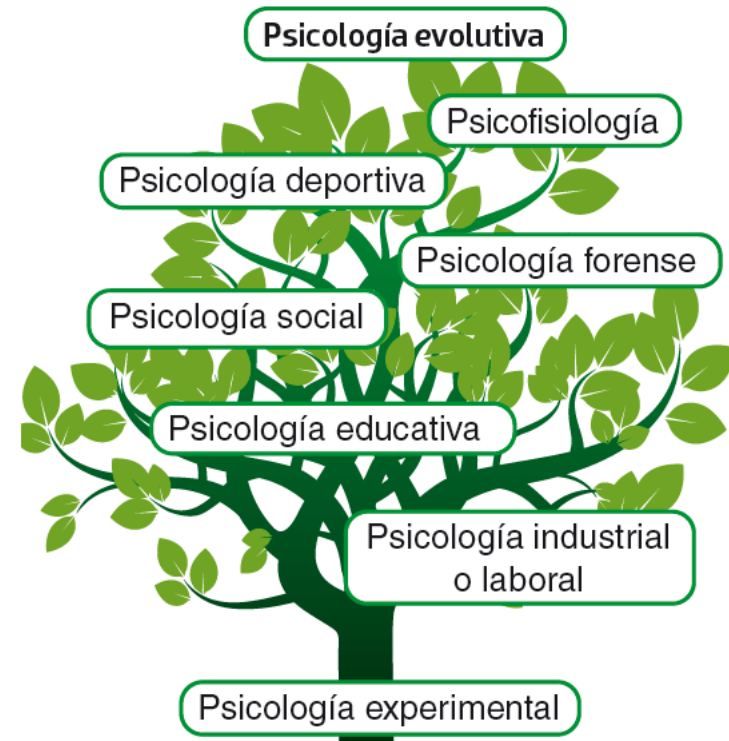 Psicología evolutiva
Psicofisiología
Psicología deportiva
Psicología forense
Psicología social
Psicología educativa
Psicología industrial
o laboral
Psicología experimental